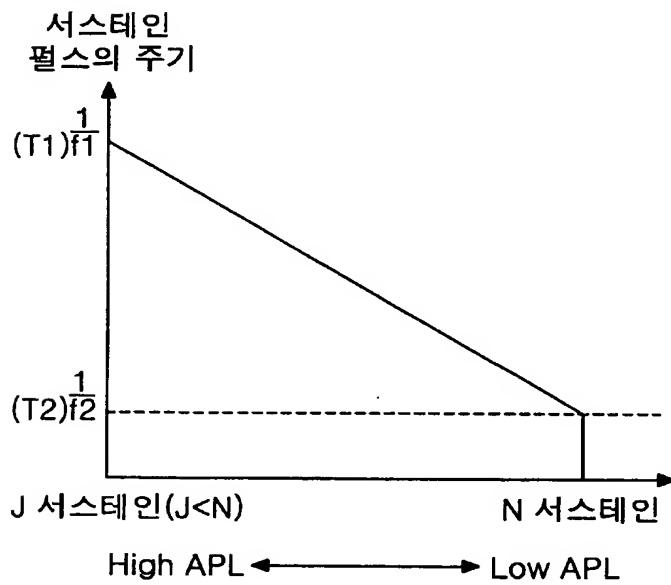 서스테인
펄스의 주기
(T1) 1/f1
(T2) 1/f2
J 서스테인(J<N)
N 서스테인
High APL
Low APL